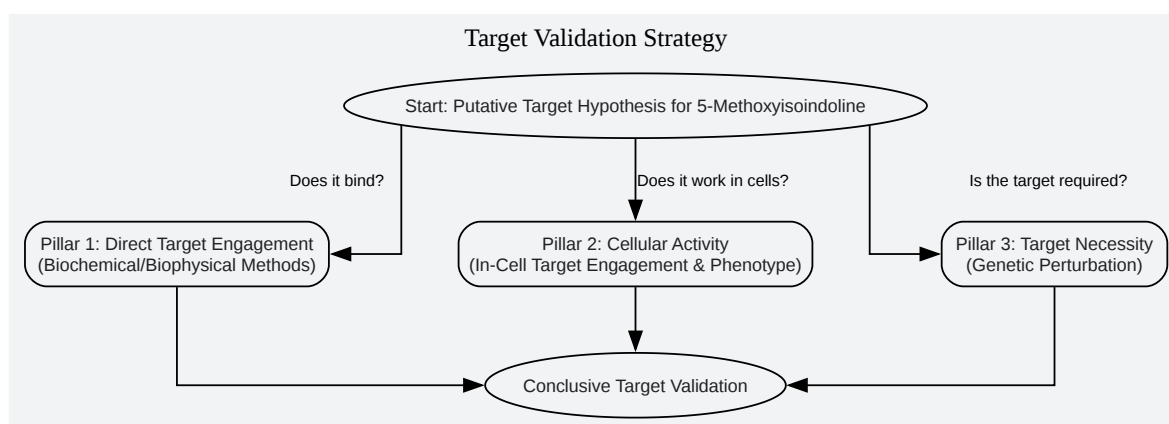 Target Validation Strategy
Start: Putative Target Hypothesis for 5-Methoxyisoindoline
Does it bind?
Does it work in cells?
Is the target required?
Pillar 1: Direct Target Engagement
(Biochemical/Biophysical Methods)
Pillar 2: Cellular Activity
(In-Cell Target Engagement & Phenotype)
Pillar 3: Target Necessity
(Genetic Perturbation)
Conclusive Target Validation